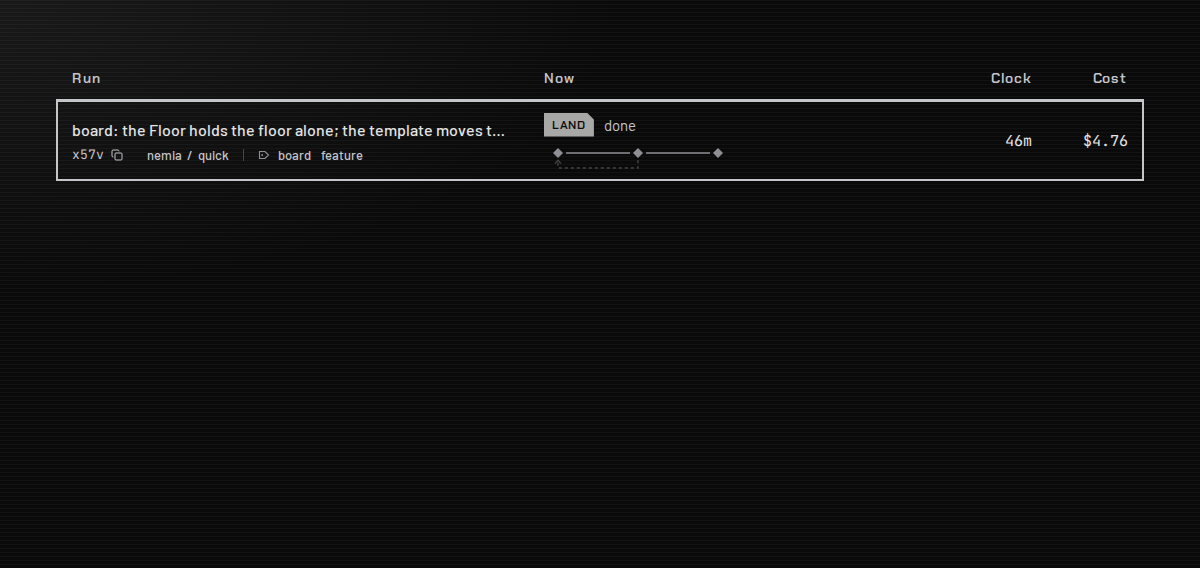 Run Now Clock Cost
board: the Floor holds the floor alone; the template moves t... LAND done 46m $4.76
x57v nemla / quick board feature